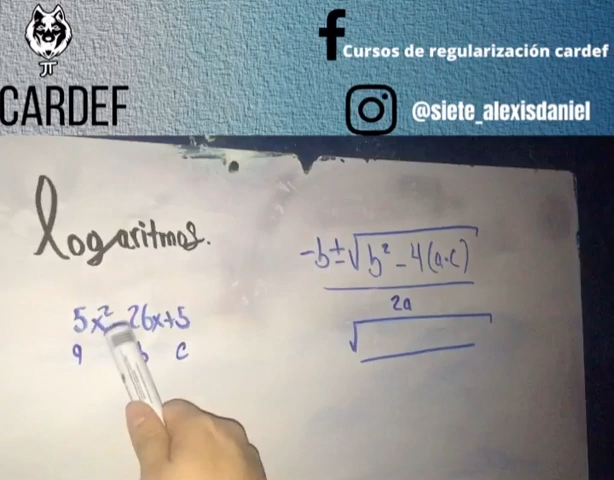 Cursos de regularización cardef
CARDEF
@siete_alexisdaniel
logaritmos.
5x²-26x+5
a b c
-b±√b²-4(a·c)
2a
√